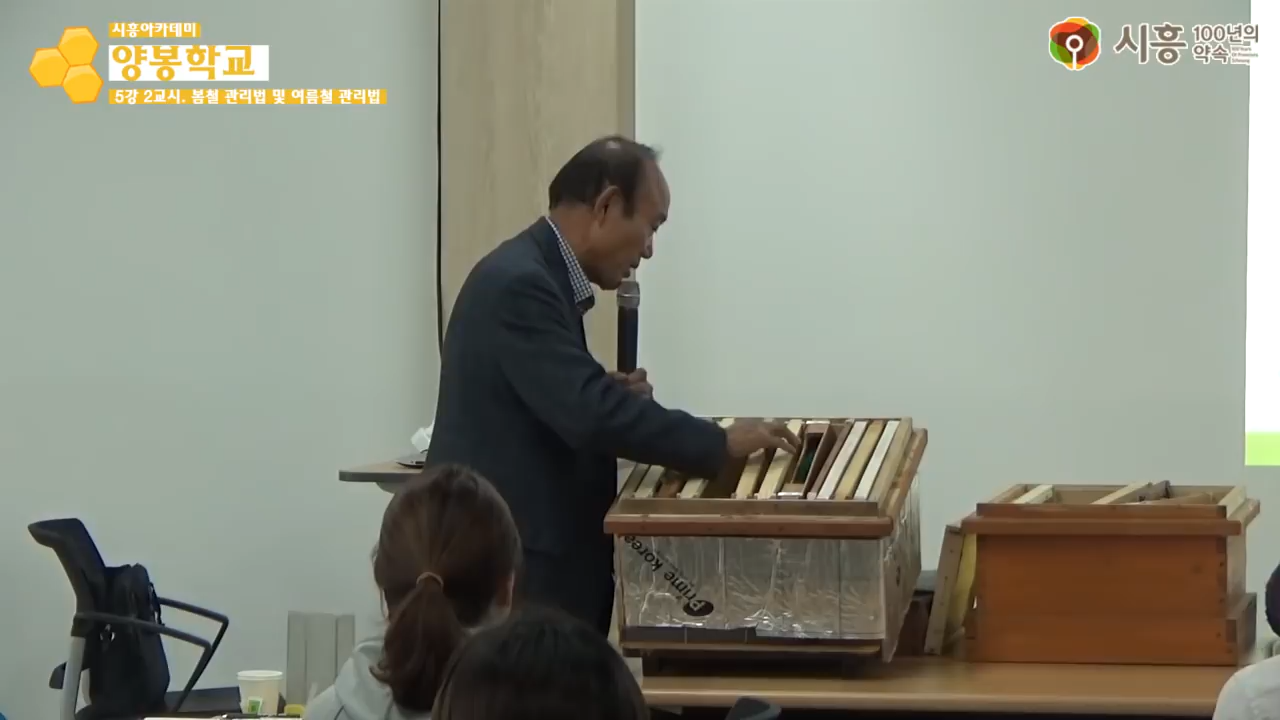 시흥아카데미
양봉학교
5강 2교시. 봄철 관리법 및 여름철 관리법
시흥
100년의
약속
Prime korea